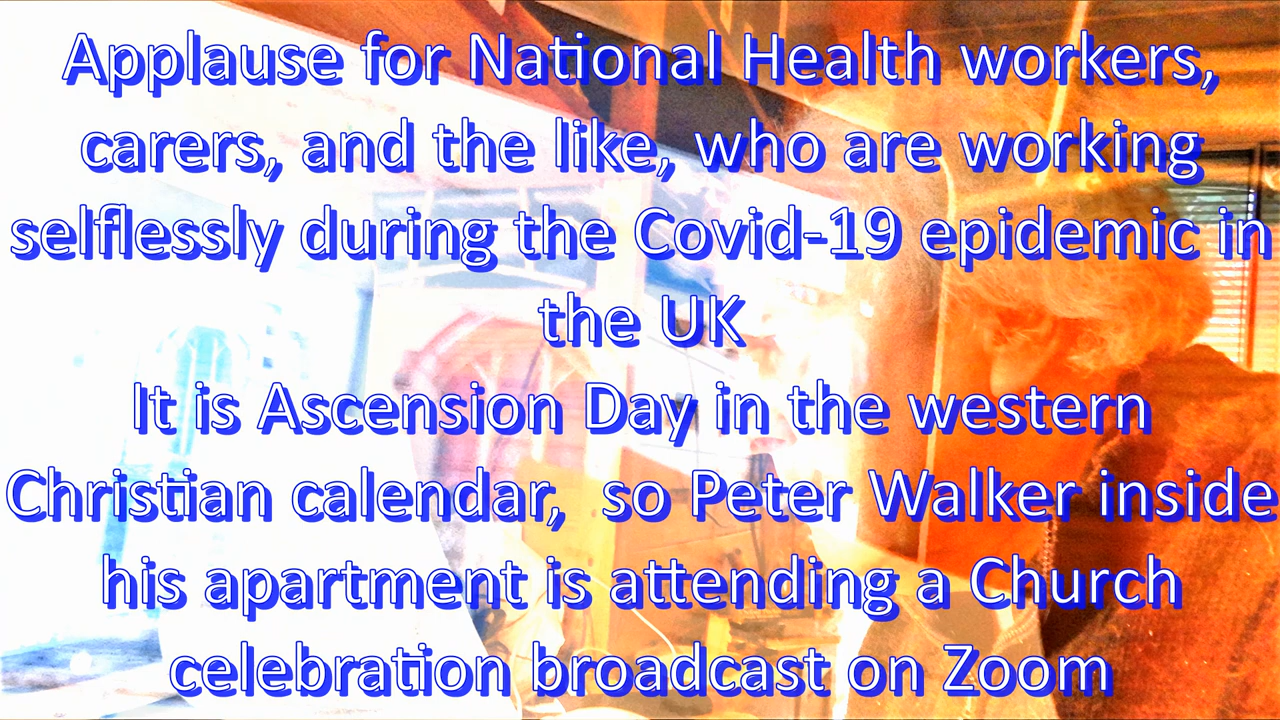 Applause for National Health workers,
carers, and the like, who are working
selflessly during the Covid-19 epidemic in
the UK
It is Ascension Day in the western
Christian calendar,  so Peter Walker inside
his apartment is attending a Church
celebration broadcast on Zoom